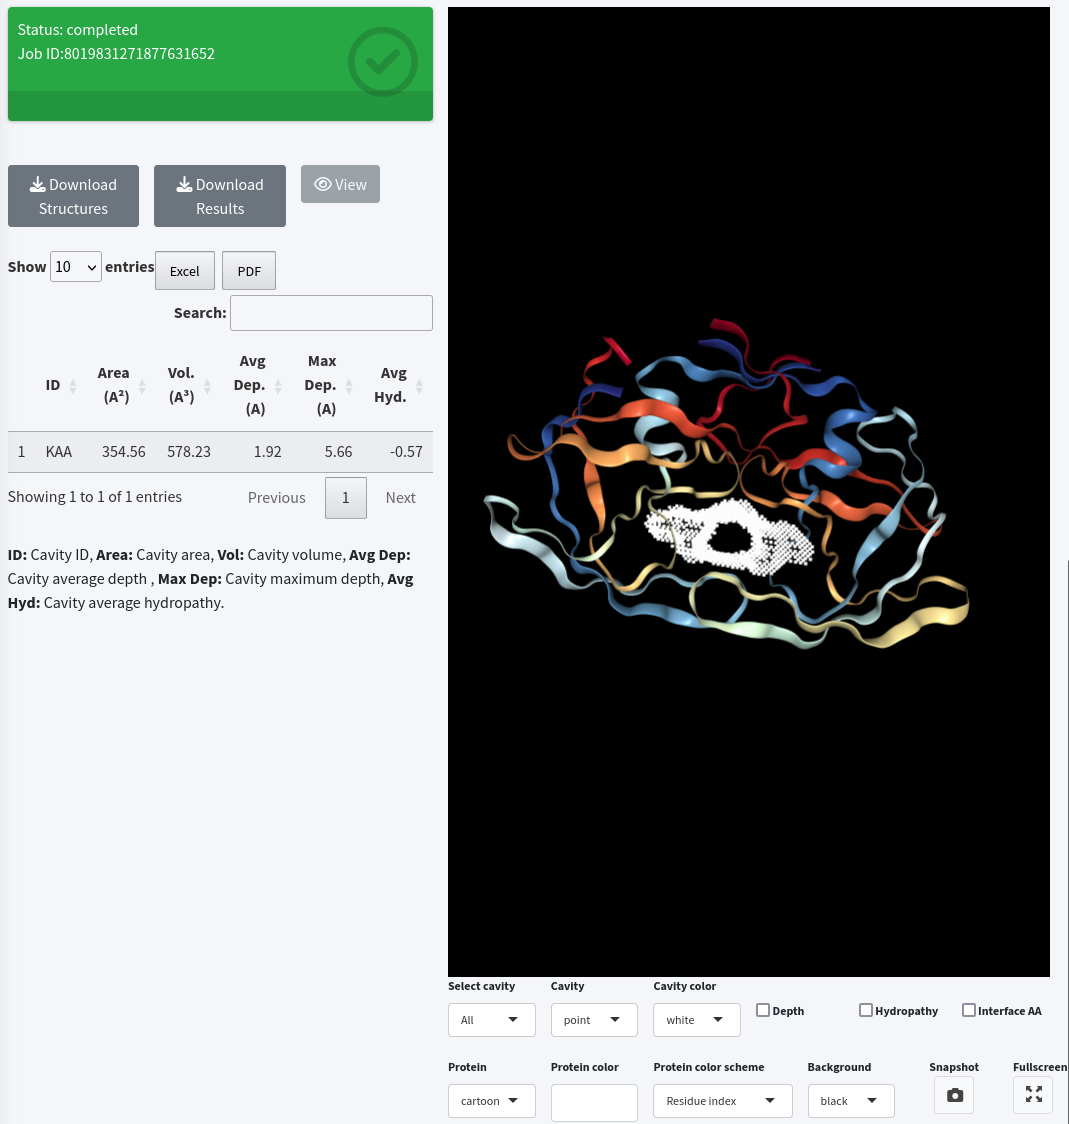 Status: completed
Job ID:8019831271877631652
Download Structures
Download Results
View
Show 10 entries
Excel
PDF
Search:
ID
Area (A²)
Vol. (A³)
Avg Dep. (A)
Max Dep. (A)
Avg Hyd.
1 KAA 354.56 578.23 1.92 5.66 -0.57
Showing 1 to 1 of 1 entries
Previous 1 Next
ID: Cavity ID, Area: Cavity area, Vol: Cavity volume, Avg Dep:
Cavity average depth , Max Dep: Cavity maximum depth, Avg
Hyd: Cavity average hydropathy.
Select cavity
All
Cavity
point
Cavity color
white
Depth
Hydropathy
Interface AA
Protein
cartoon
Protein color
Protein color scheme
Residue index
Background
black
Snapshot
Fullscreen